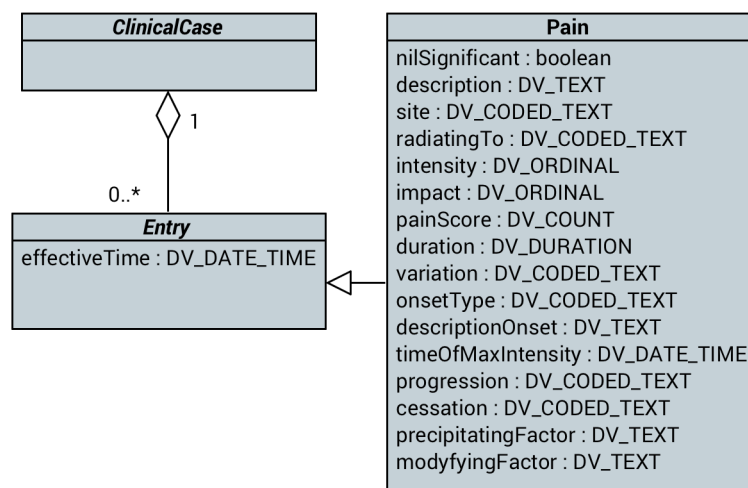 ClinicalCase
1
0..*
Entry
effectiveTime : DV_DATE_TIME
Pain
nilSignificant : boolean
description : DV_TEXT
site : DV_CODED_TEXT
radiatingTo : DV_CODED_TEXT
intensity : DV_ORDINAL
impact : DV_ORDINAL
painScore : DV_COUNT
duration : DV_DURATION
variation : DV_CODED_TEXT
onsetType : DV_CODED_TEXT
descriptionOnset : DV_TEXT
timeOfMaxIntensity : DV_DATE_TIME
progression : DV_CODED_TEXT
cessation : DV_CODED_TEXT
precipitatingFactor : DV_TEXT
modyfyingFactor : DV_TEXT